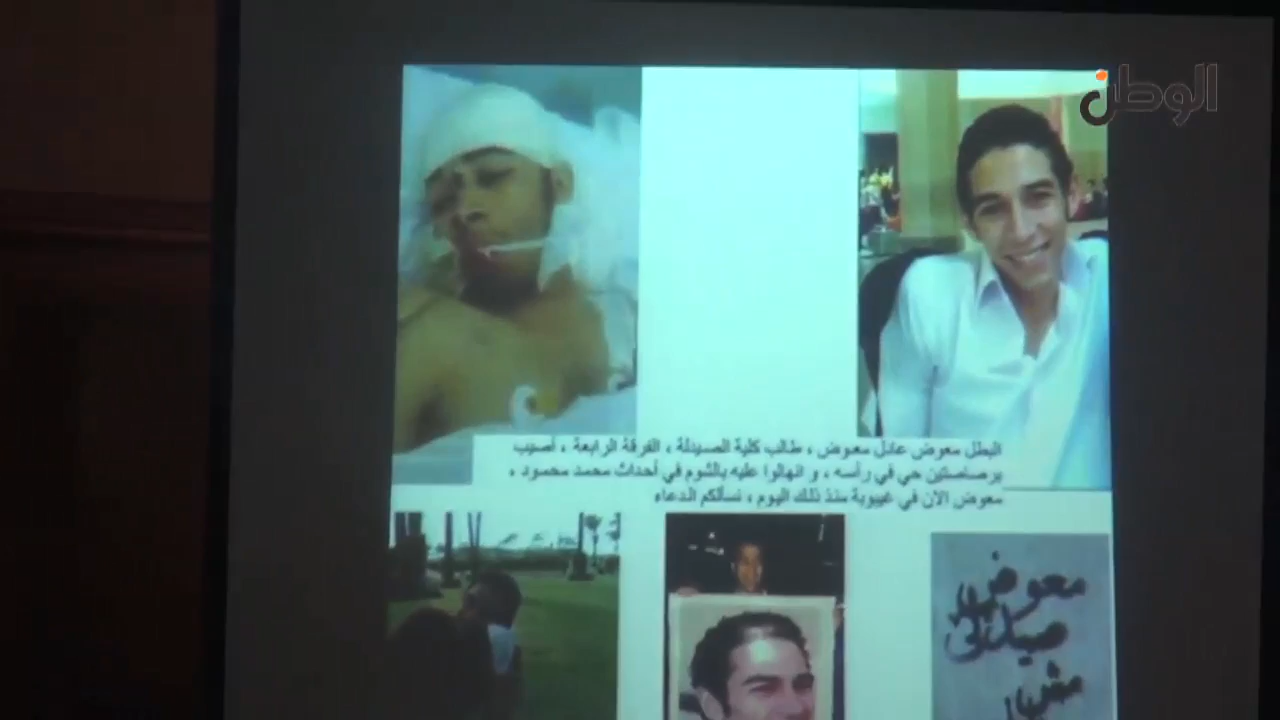 الوطن
البطل معوض عادل معوض ، طالب كلية الصيدلة ، الفرقة الرابعة ، أصيب
برصاصتين حي في رأسه ، و انهالوا عليه بالشوم في أحداث محمد محمود ،
معوض الآن في غيبوبة منذ ذلك اليوم ، نسألكم الدعاء
معوض
صيدلي
مش